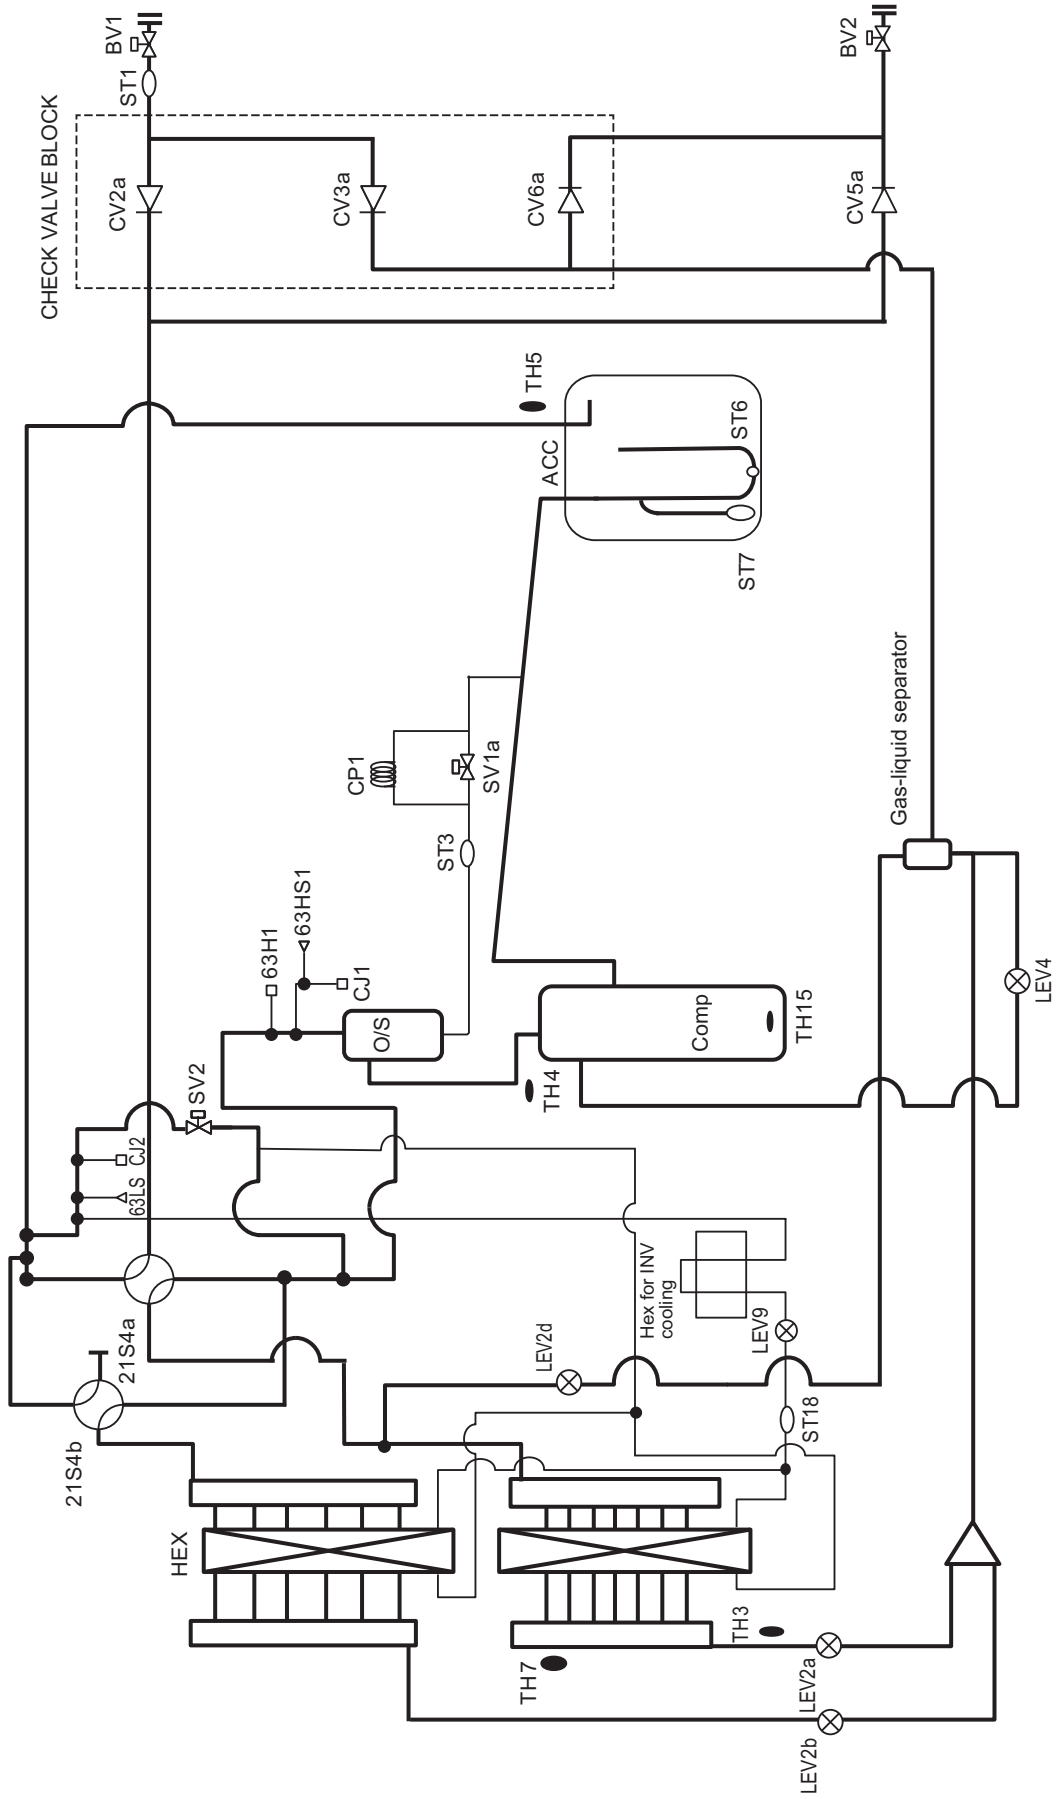 BV1
ST1
CHECK VALVE BLOCK
CV2a
CV3a
CV6a
CV5a
BV2
TH5
ACC
ST6
ST7
CP1
SV1a
ST3
Gas-liquid separator
63H1
63HS1
CJ1
O/S
Comp
TH15
TH4
LEV4
SV2
CJ2
63LS
21S4a
21S4b
Hex for INV
cooling
LEV9
LEV2d
ST18
HEX
TH7
TH3
LEV2a
LEV2b